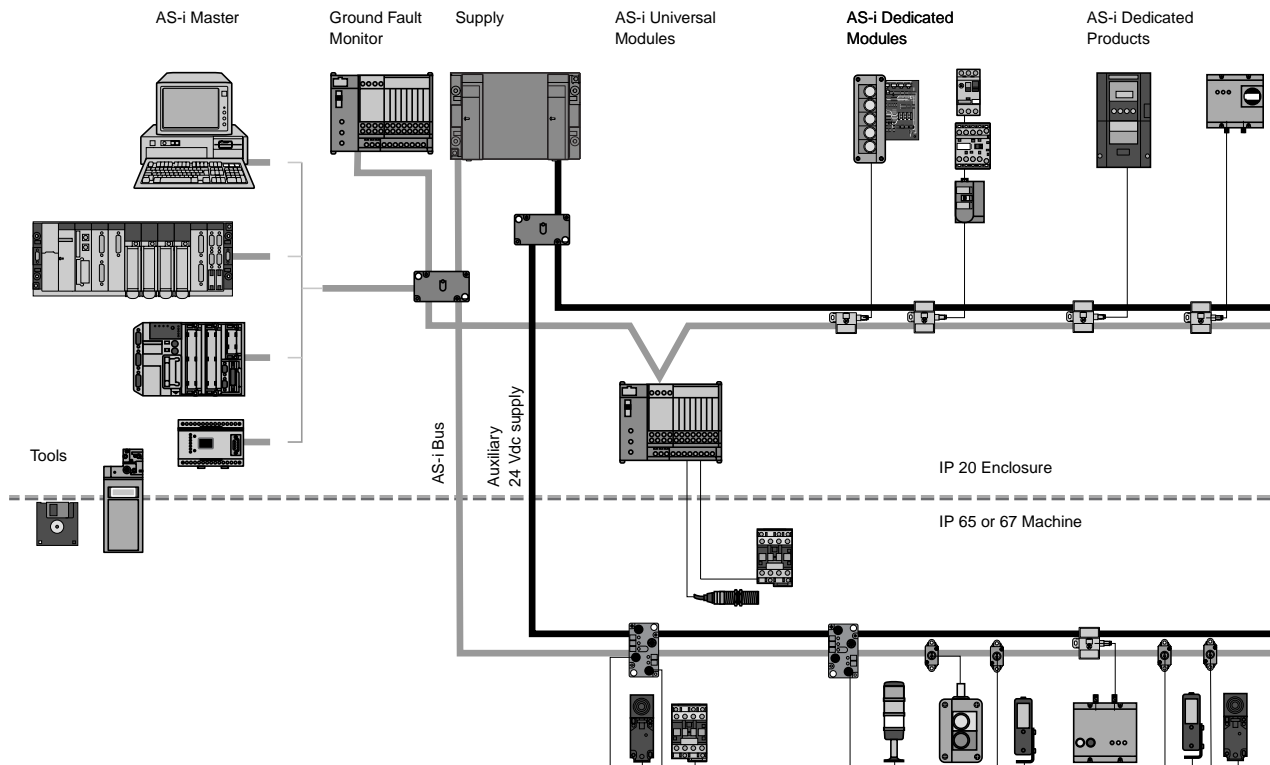 AS-i Master
Ground Fault
Monitor
Supply
AS-i Universal
Modules
AS-i Dedicated
Modules
AS-i Dedicated
Products
AS-i Bus
Auxiliary
24 Vdc supply
Tools
IP 20 Enclosure
IP 65 or 67 Machine